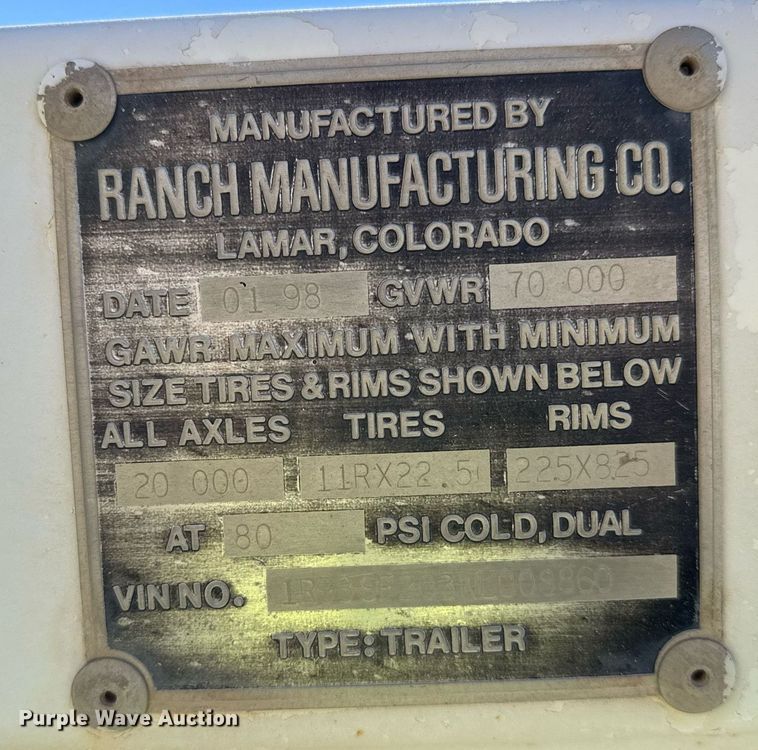 MANUFACTURED BY
RANCH MANUFACTURING CO.
LAMAR, COLORADO
DATE 01 98 GVWR 70 000
GAWR MAXIMUM WITH MINIMUM
SIZE TIRES & RIMS SHOWN BELOW
ALL AXLES TIRES RIMS
20 000 11RX22.5 225X8.25
AT 80 PSI COLD, DUAL
VIN NO.
TYPE: TRAILER
Purple Wave Auction